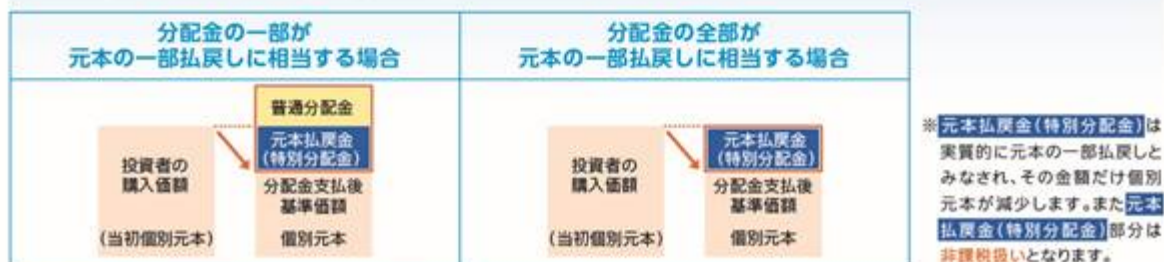 分配金の一部が
元本の一部払戻しに相当する場合
分配金の全部が
元本の一部払戻しに相当する場合
普通分配金
元本払戻金
(特別分配金)
投資者の
購入価額
(当初個別元本)
分配金支払後
基準価額
個別元本
元本払戻金
(特別分配金)
投資者の
購入価額
(当初個別元本)
分配金支払後
基準価額
個別元本
※元本払戻金(特別分配金)は
実質的に元本の一部払戻しと
みなされ、その金額だけ個別
元本が減少します。また元本
払戻金(特別分配金)部分は
非課税扱いとなります。